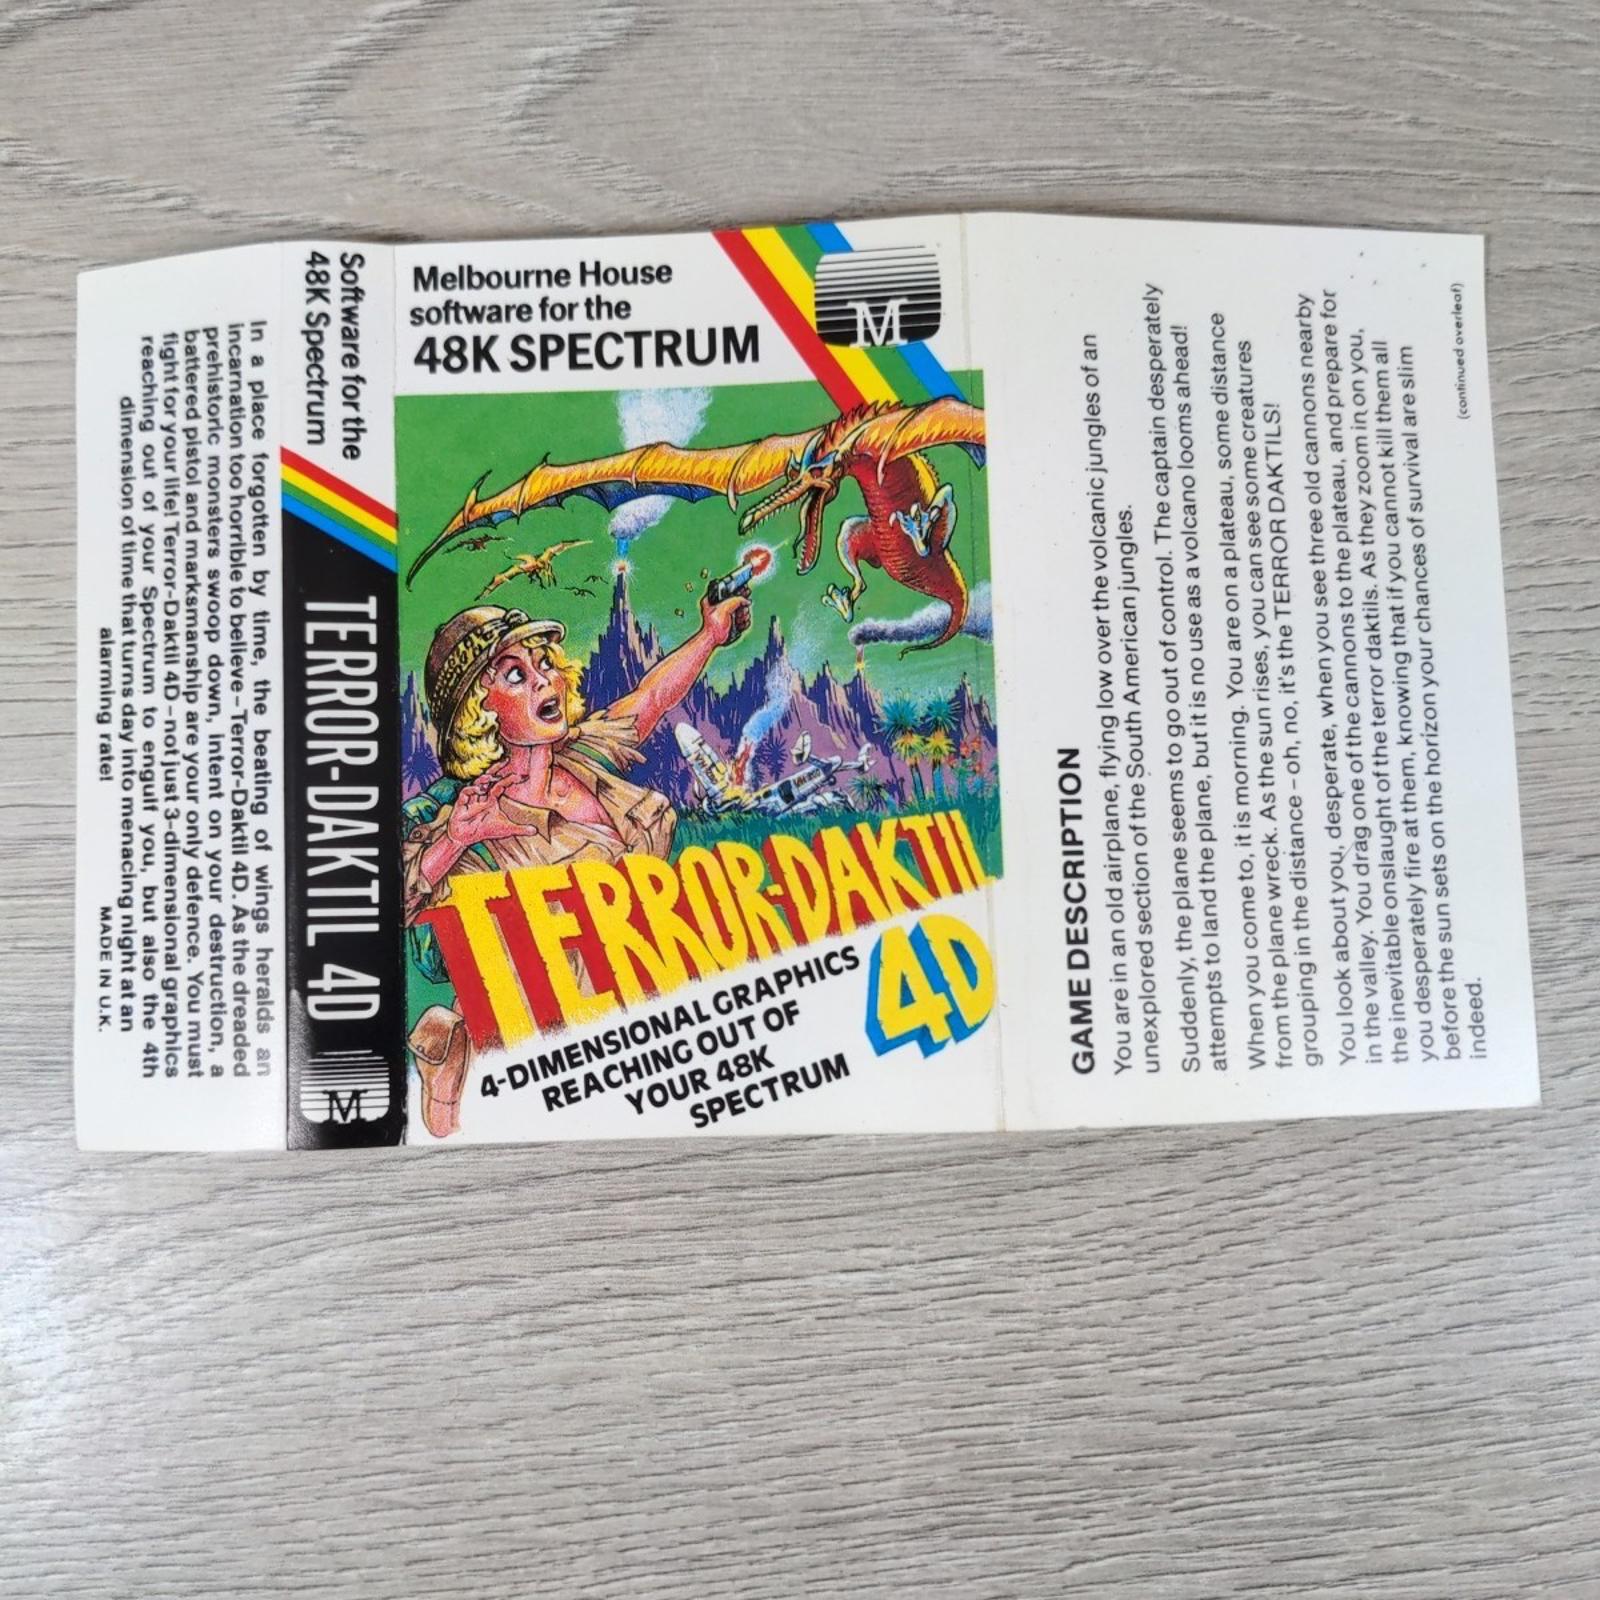 In a place forgotten by time, the beating of wings heralds an
incarnation too horrible to believe–Terror-Daktil 4D. As the dreaded
prehistoric monsters swoop down, intent on your destruction, a
battered pistol and marksmanship are your only defence. You must
fight for your life! Terror-Daktil 4D–not just 3-dimensional graphics
reaching out of your Spectrum to engulf you, but also the 4th
dimension of time that turns day into menacing night at an
alarming rate!
MADE IN U.K.
Software for the
48K Spectrum
TERROR-DAKTIL 4D
M
Melbourne House
software for the
48K SPECTRUM
M
TERROR-DAKTIL
4D
4-DIMENSIONAL GRAPHICS
REACHING OUT OF
YOUR 48K
SPECTRUM
GAME DESCRIPTION
You are in an old airplane, flying low over the volcanic jungles of an
unexplored section of the South American jungles.
Suddenly, the plane seems to go out of control. The captain desperately
attempts to land the plane, but it is no use as a volcano looms ahead!
When you come to, it is morning. You are on a plateau, some distance
from the plane wreck. As the sun rises, you can see some creatures
grouping in the distance – oh, no, it's the TERROR DAKTILS!
You look about you, desperate, when you see three old cannons nearby
in the valley. You drag one of the cannons to the plateau, and prepare for
the inevitable onslaught of the terror daktils. As they zoom in on you,
you desperately fire at them, knowing that if you cannot kill them all
before the sun sets on the horizon your chances of survival are slim
indeed.
(continued overleaf)